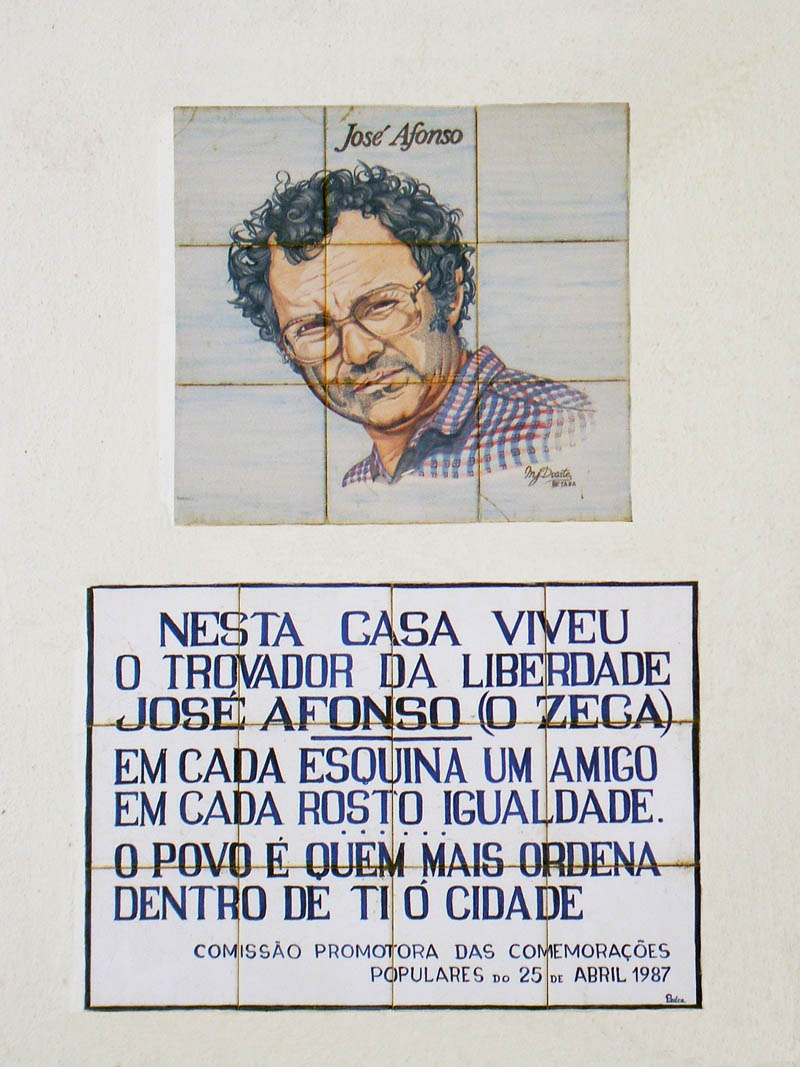 José Afonso
NESTA CASA VIVEU
O TROVADOR DA LIBERDADE
JOSÉ AFONSO (O ZECA)
EM CADA ESQUINA UM AMIGO
EM CADA ROSTO IGUALDADE.
.......
O POVO É QUEM MAIS ORDENA
DENTRO DE TI Ó CIDADE
COMISSÃO PROMOTORA DAS COMEMORAÇÕES
POPULARES DO 25 DE ABRIL 1987